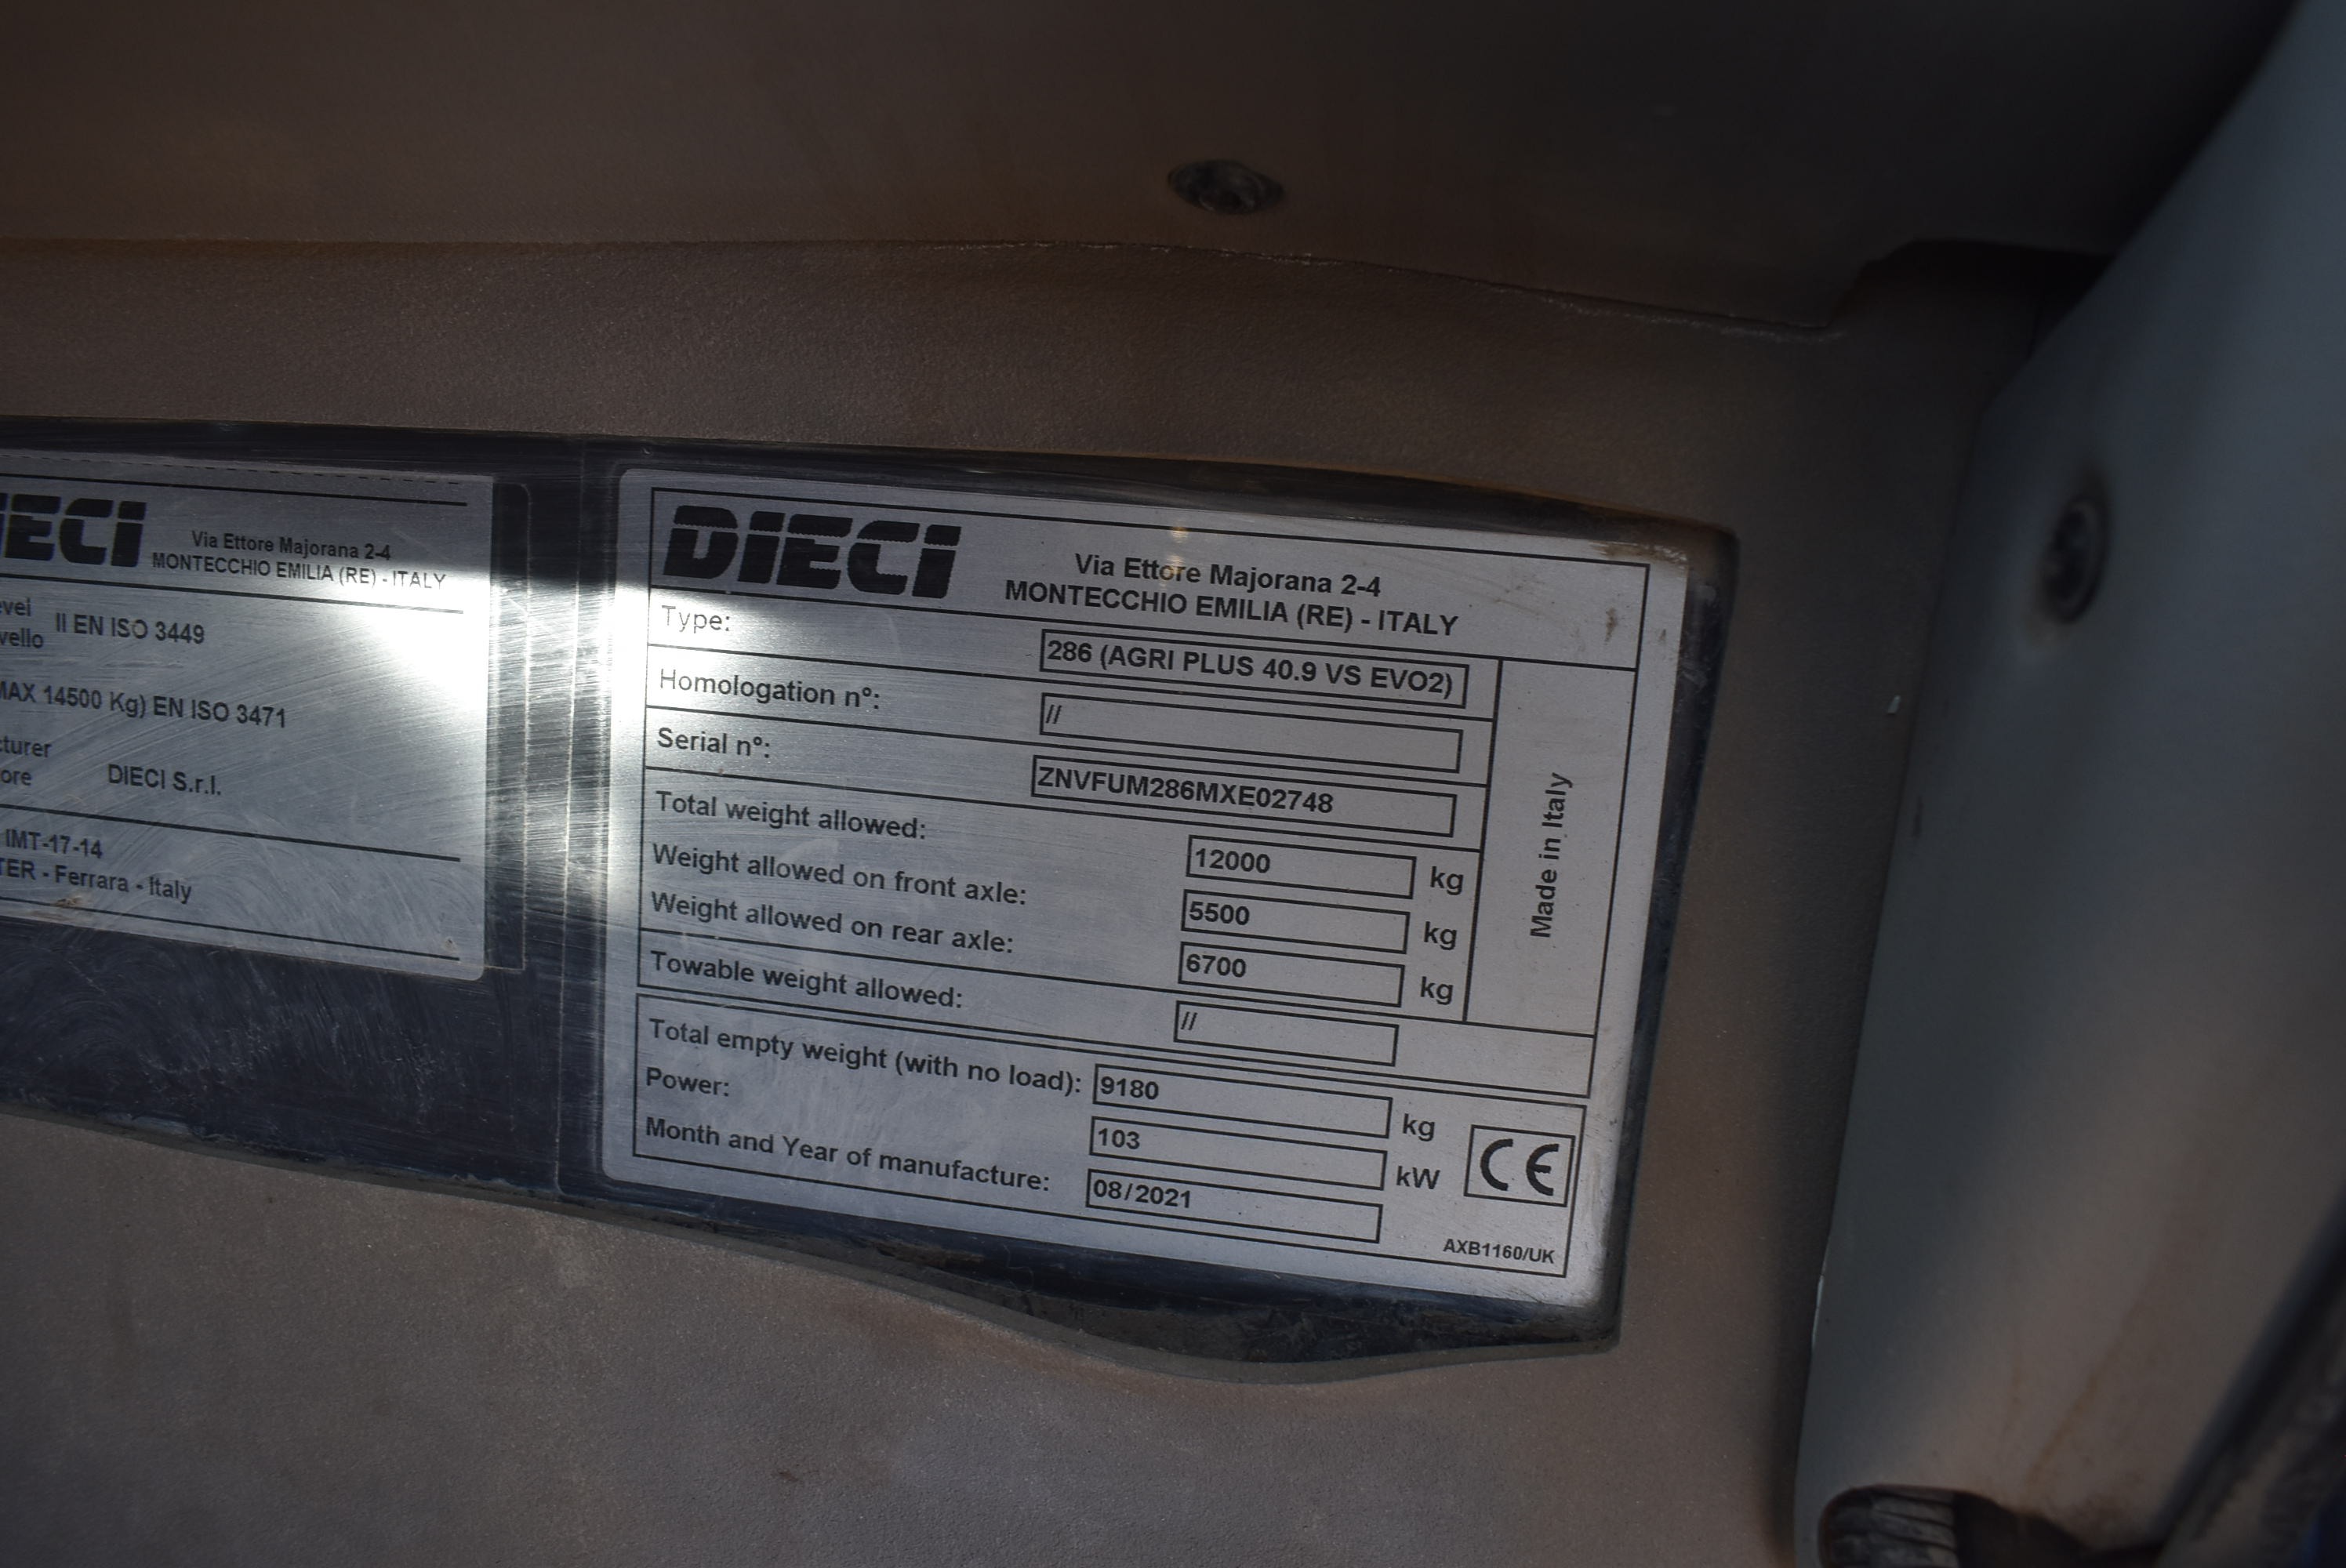 IECI
Via Ettore Majorana 2-4
MONTECCHIO EMILIA (RE) - ITALY
II EN ISO 3449
MAX 14500 Kg) EN ISO 3471
DIECI S.r.l.
IMT-17-14
TER - Ferrara - Italy
DIECI
Via Ettore Majorana 2-4
MONTECCHIO EMILIA (RE) - ITALY
Type: 286 (AGRI PLUS 40.9 VS EVO2)
Homologation n°: //
Serial n°: ZNVFUM286MXE02748
Total weight allowed: 12000 kg
Weight allowed on front axle: 5500 kg
Weight allowed on rear axle: 6700 kg
Towable weight allowed: //
Made in Italy
Total empty weight (with no load): 9180 kg
Power: 103 kW
Month and Year of manufacture: 08/2021
CE
AXB1160/UK